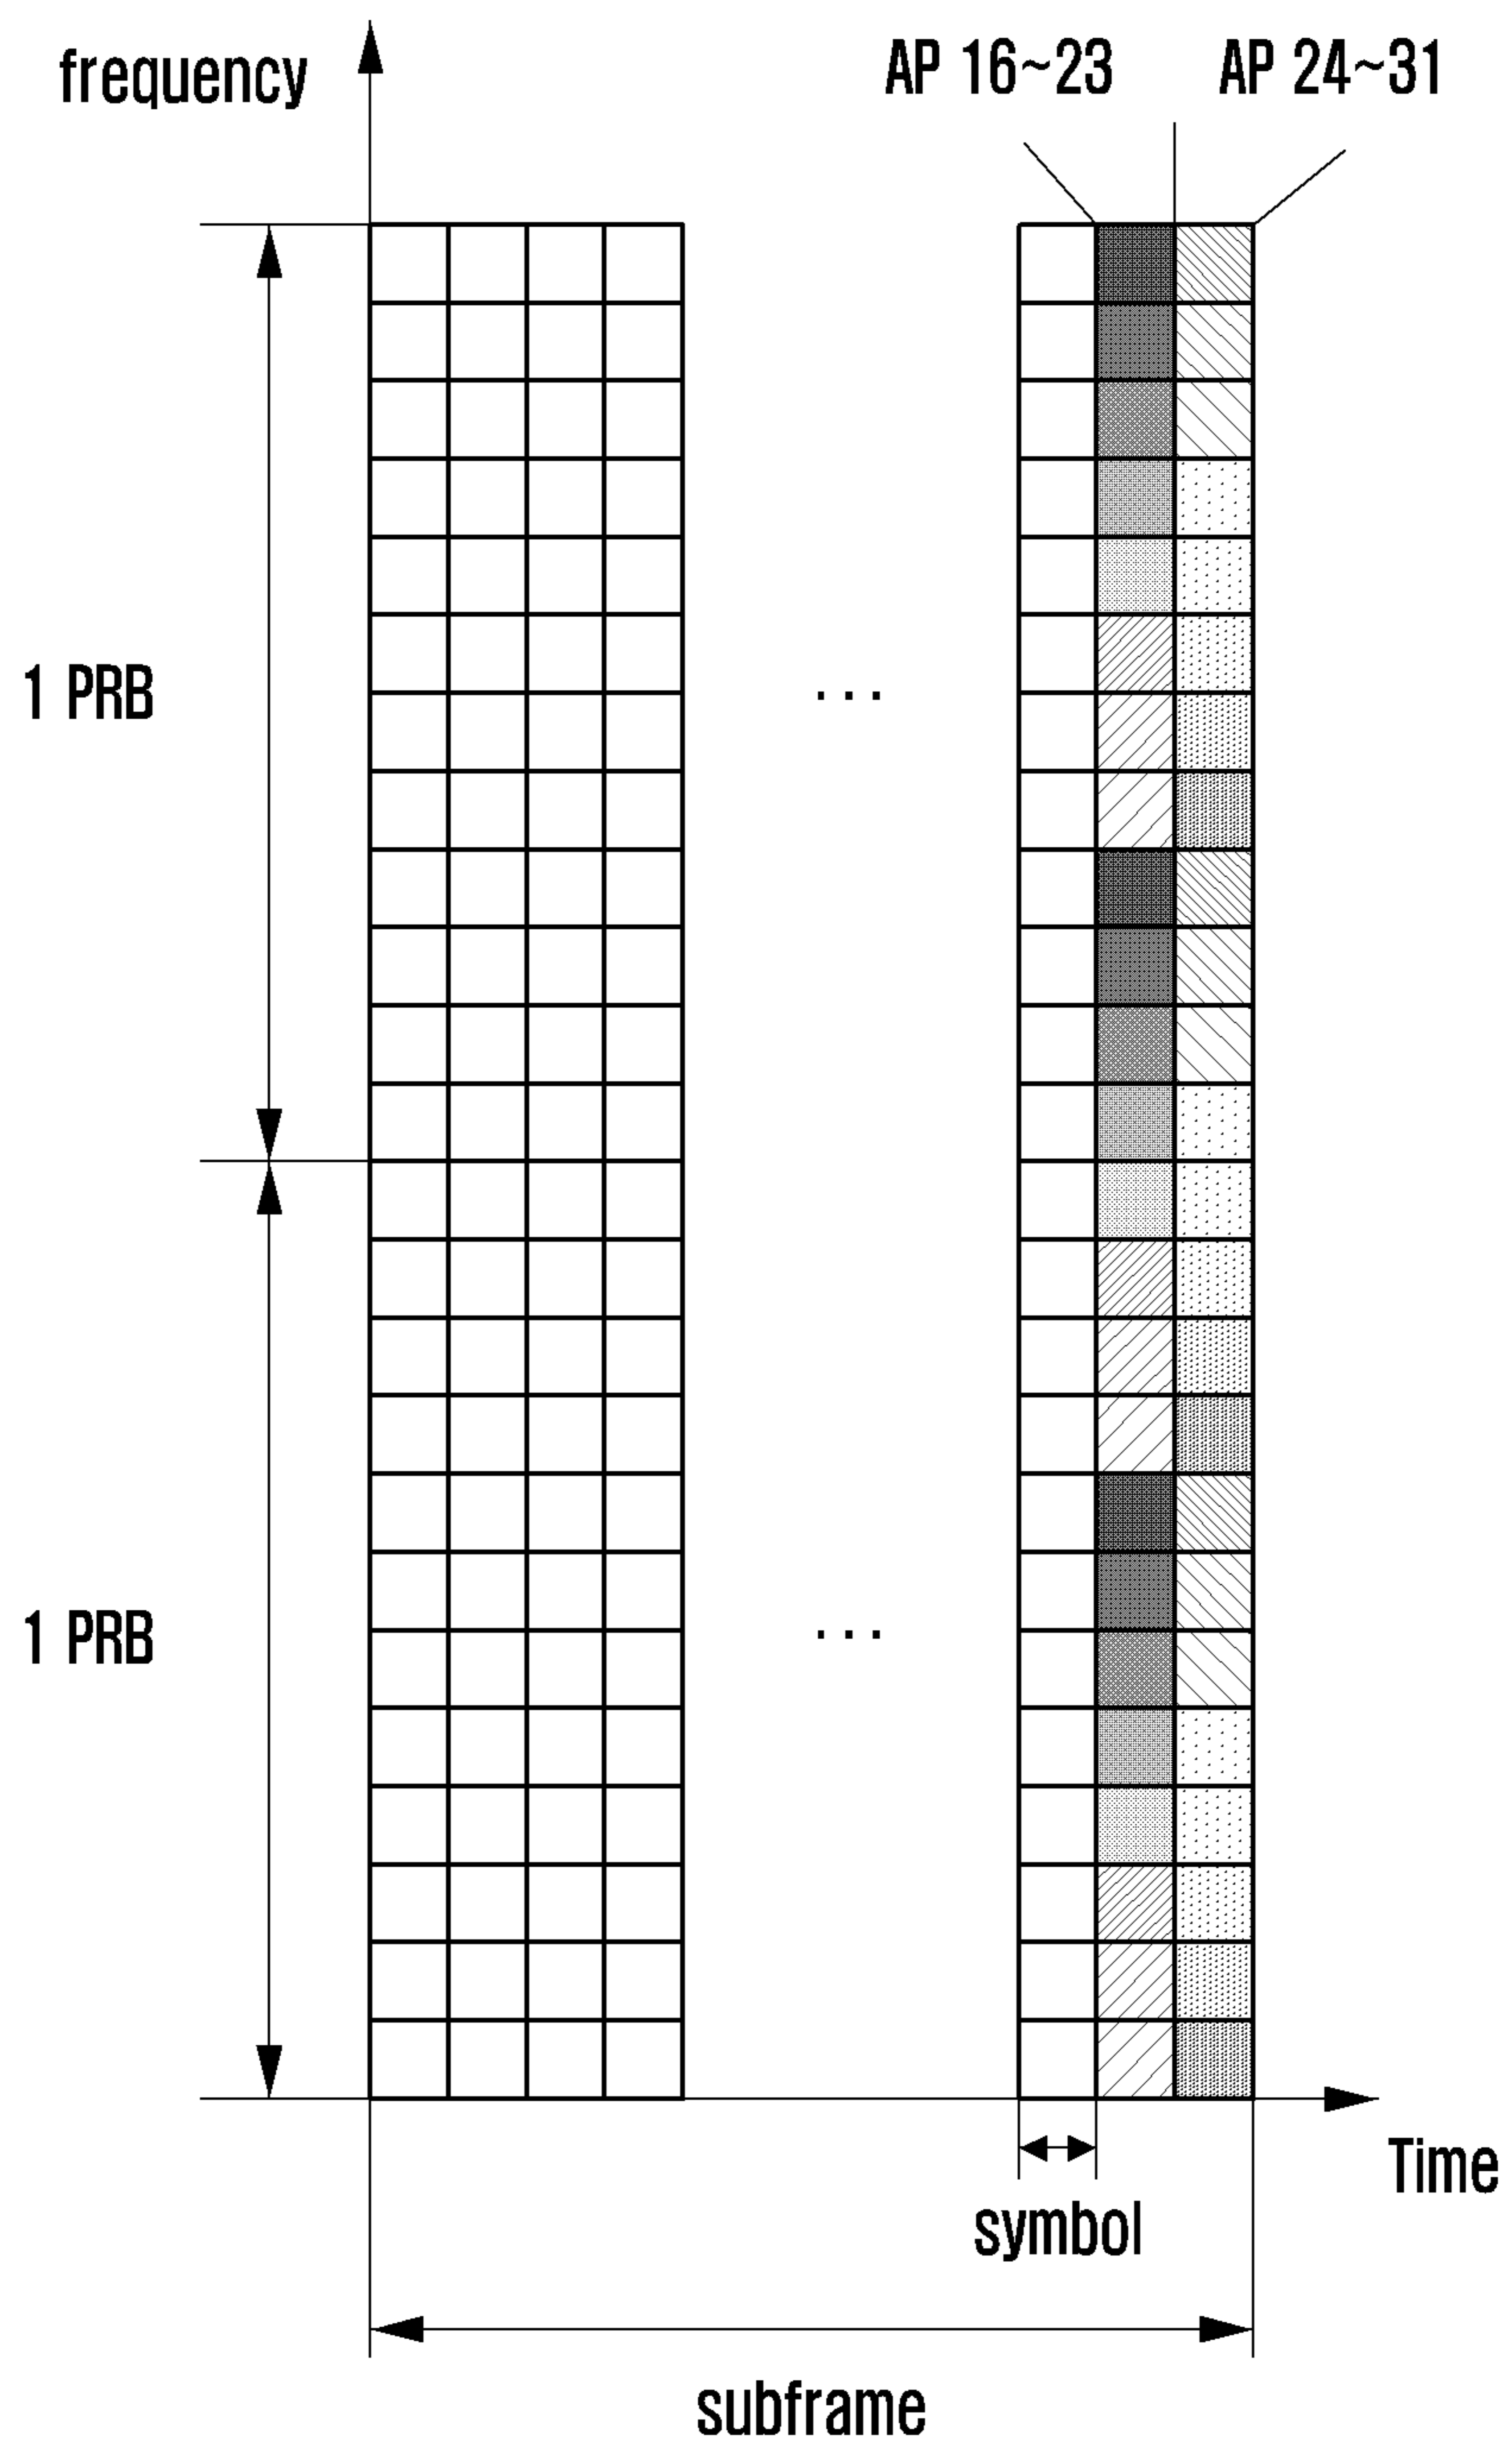 frequency
AP 16~23
AP 24~31
1 PRB
...
1 PRB
...
Time
symbol
subframe